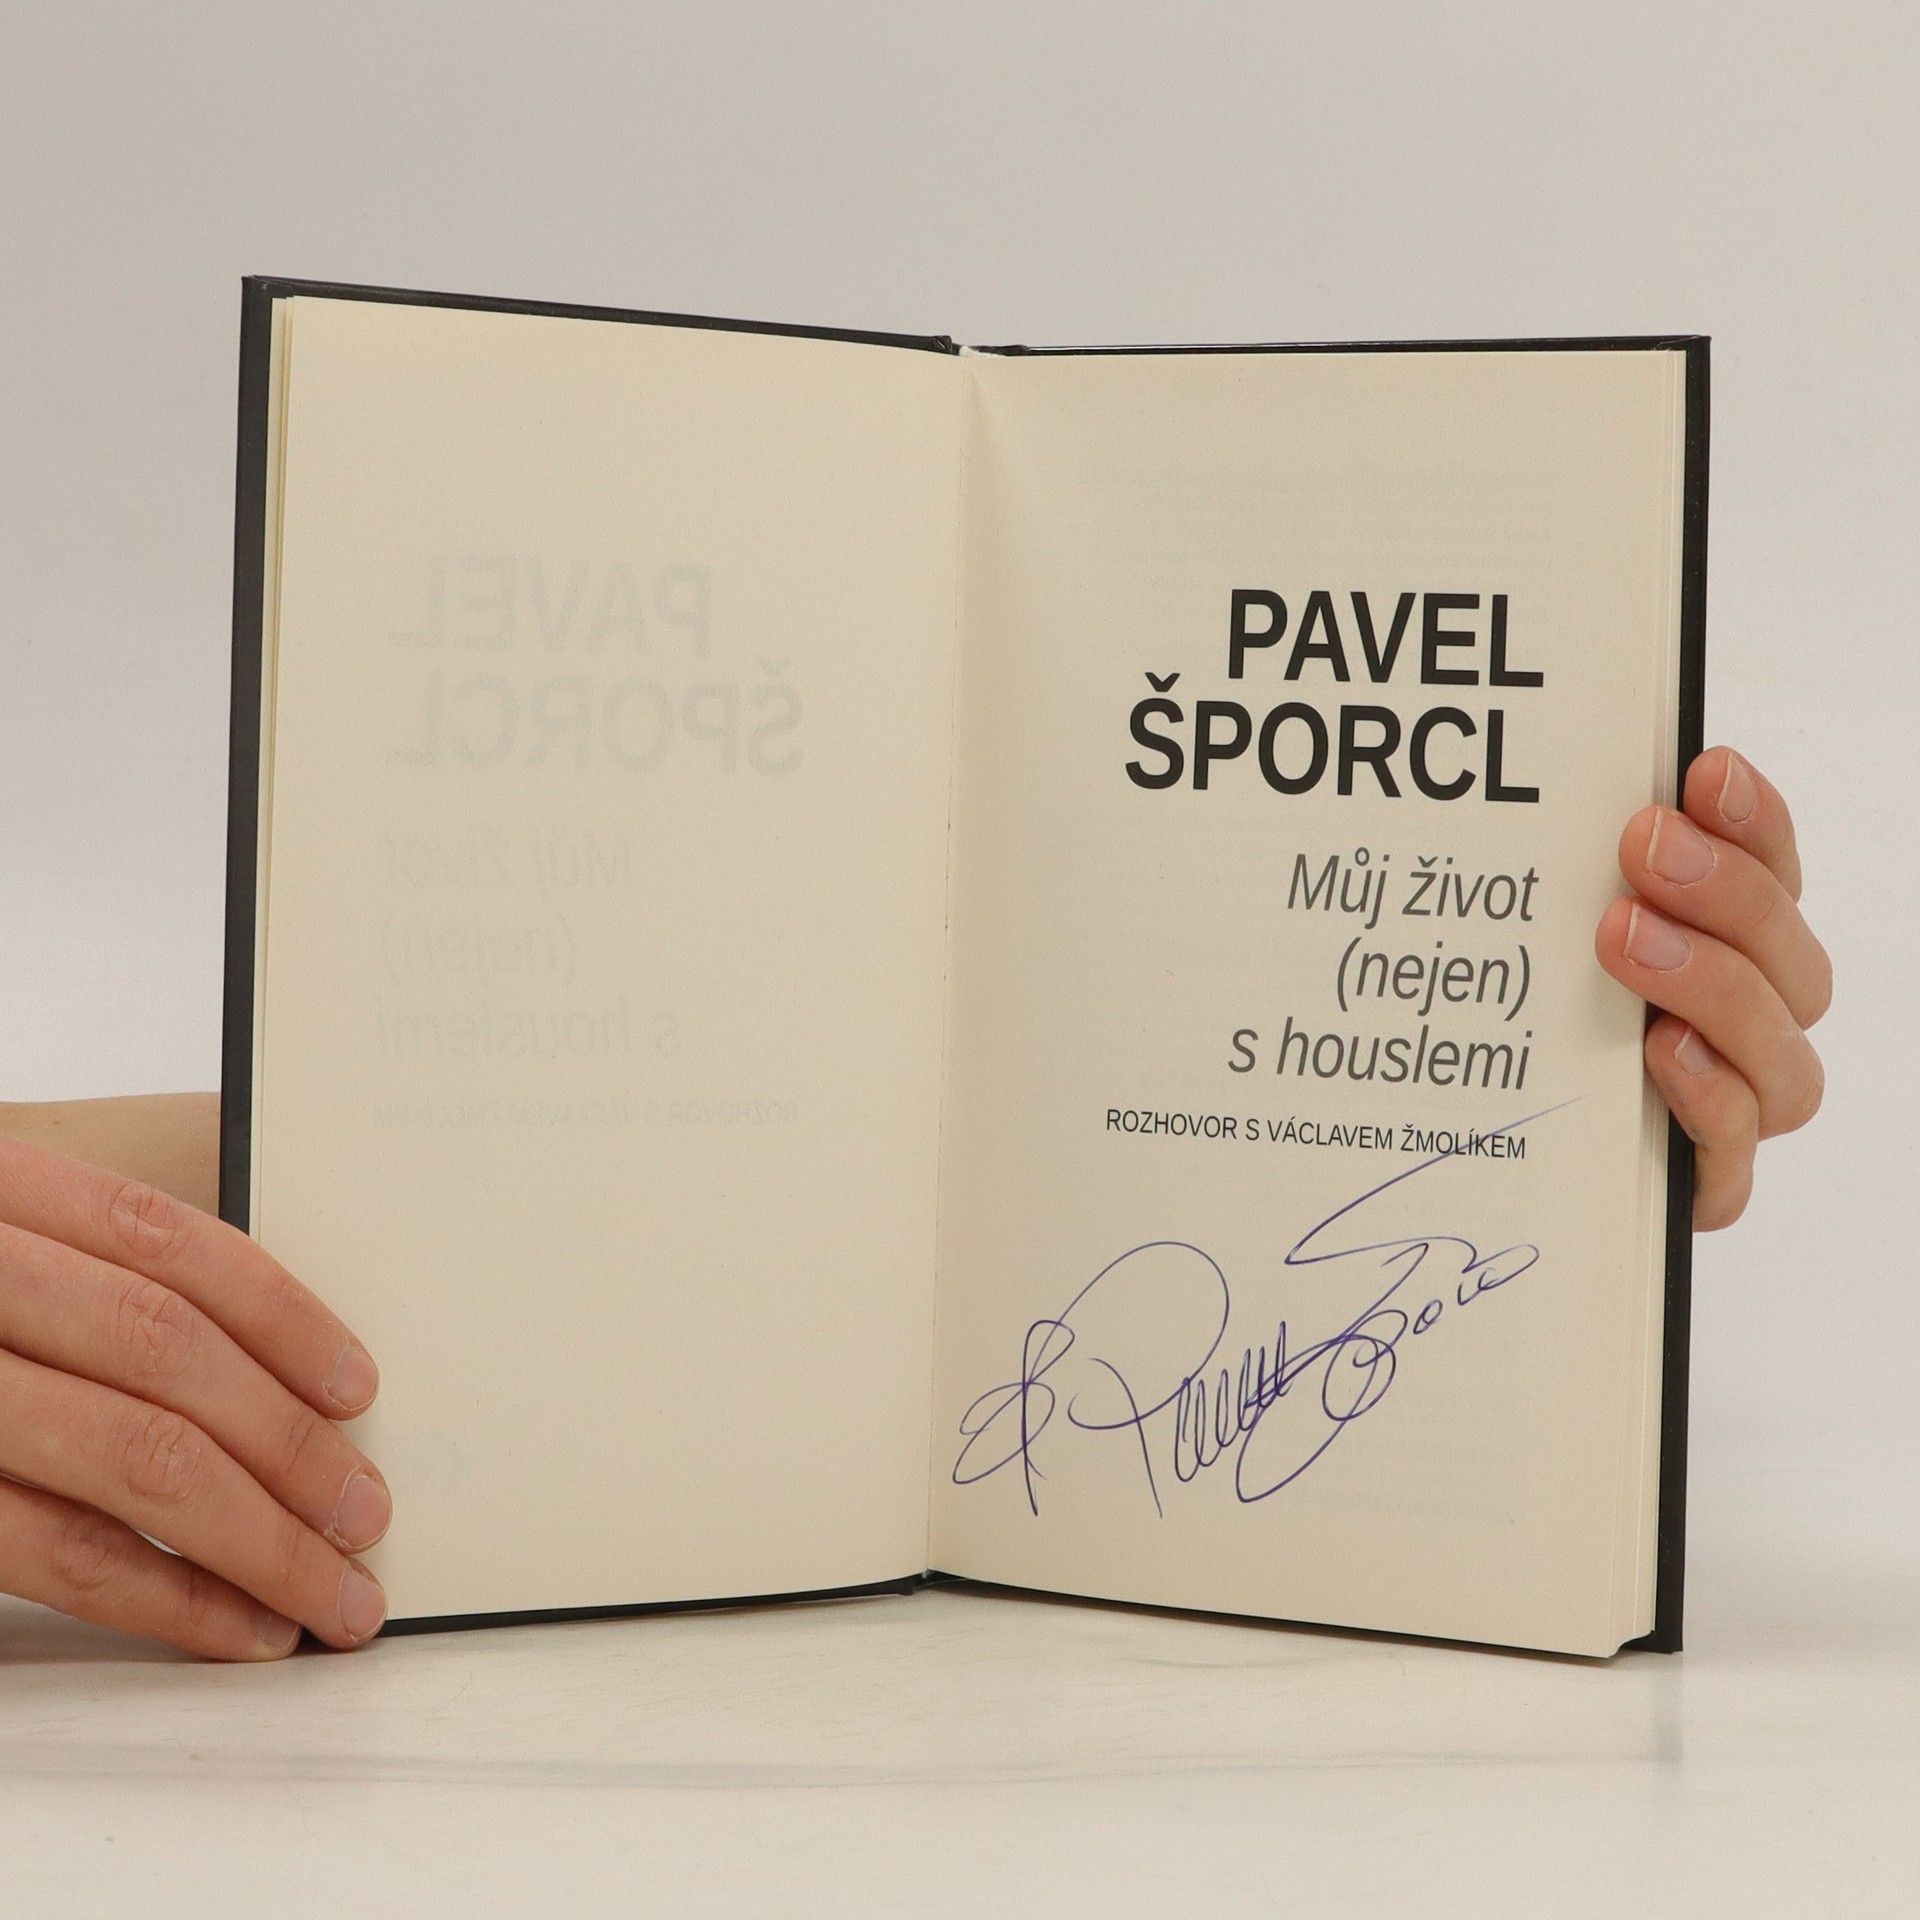 PAVEL
ŠPORCL
Můj život
(nejen)
s houslemi
ROZHOVOR S VÁCLAVEM ŽMOLÍKEM